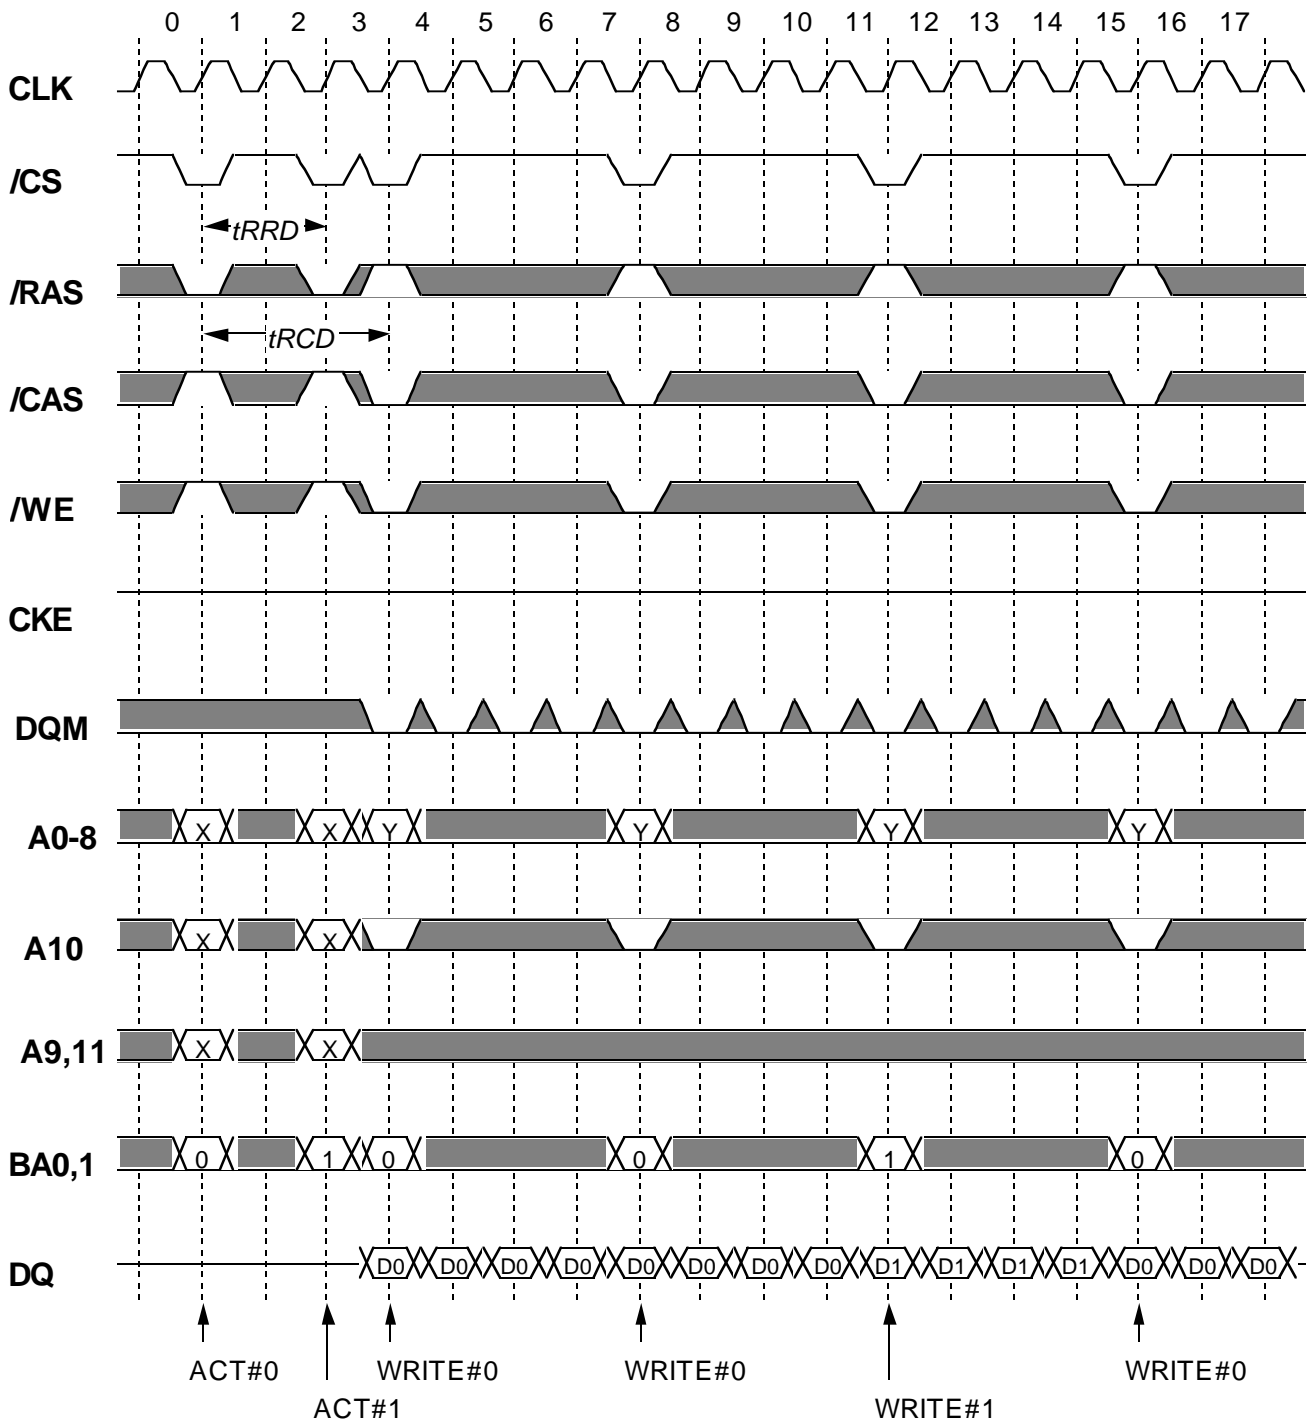 0 1 2 3 4 5 6 7 8 9 10 11 12 13 14 15 16 17
CLK
/CS
tRRD
/RAS
tRCD
/CAS
/WE
CKE
DQM
A0-8 X X Y Y Y Y
A10 X X
A9,11 X X
BA0,1 0 1 0 0 1 0
DQ D0 D0 D0 D0 D0 D0 D0 D0 D1 D1 D1 D1 D0 D0 D0
ACT#0 WRITE#0 WRITE#0 WRITE#0
ACT#1 WRITE#1